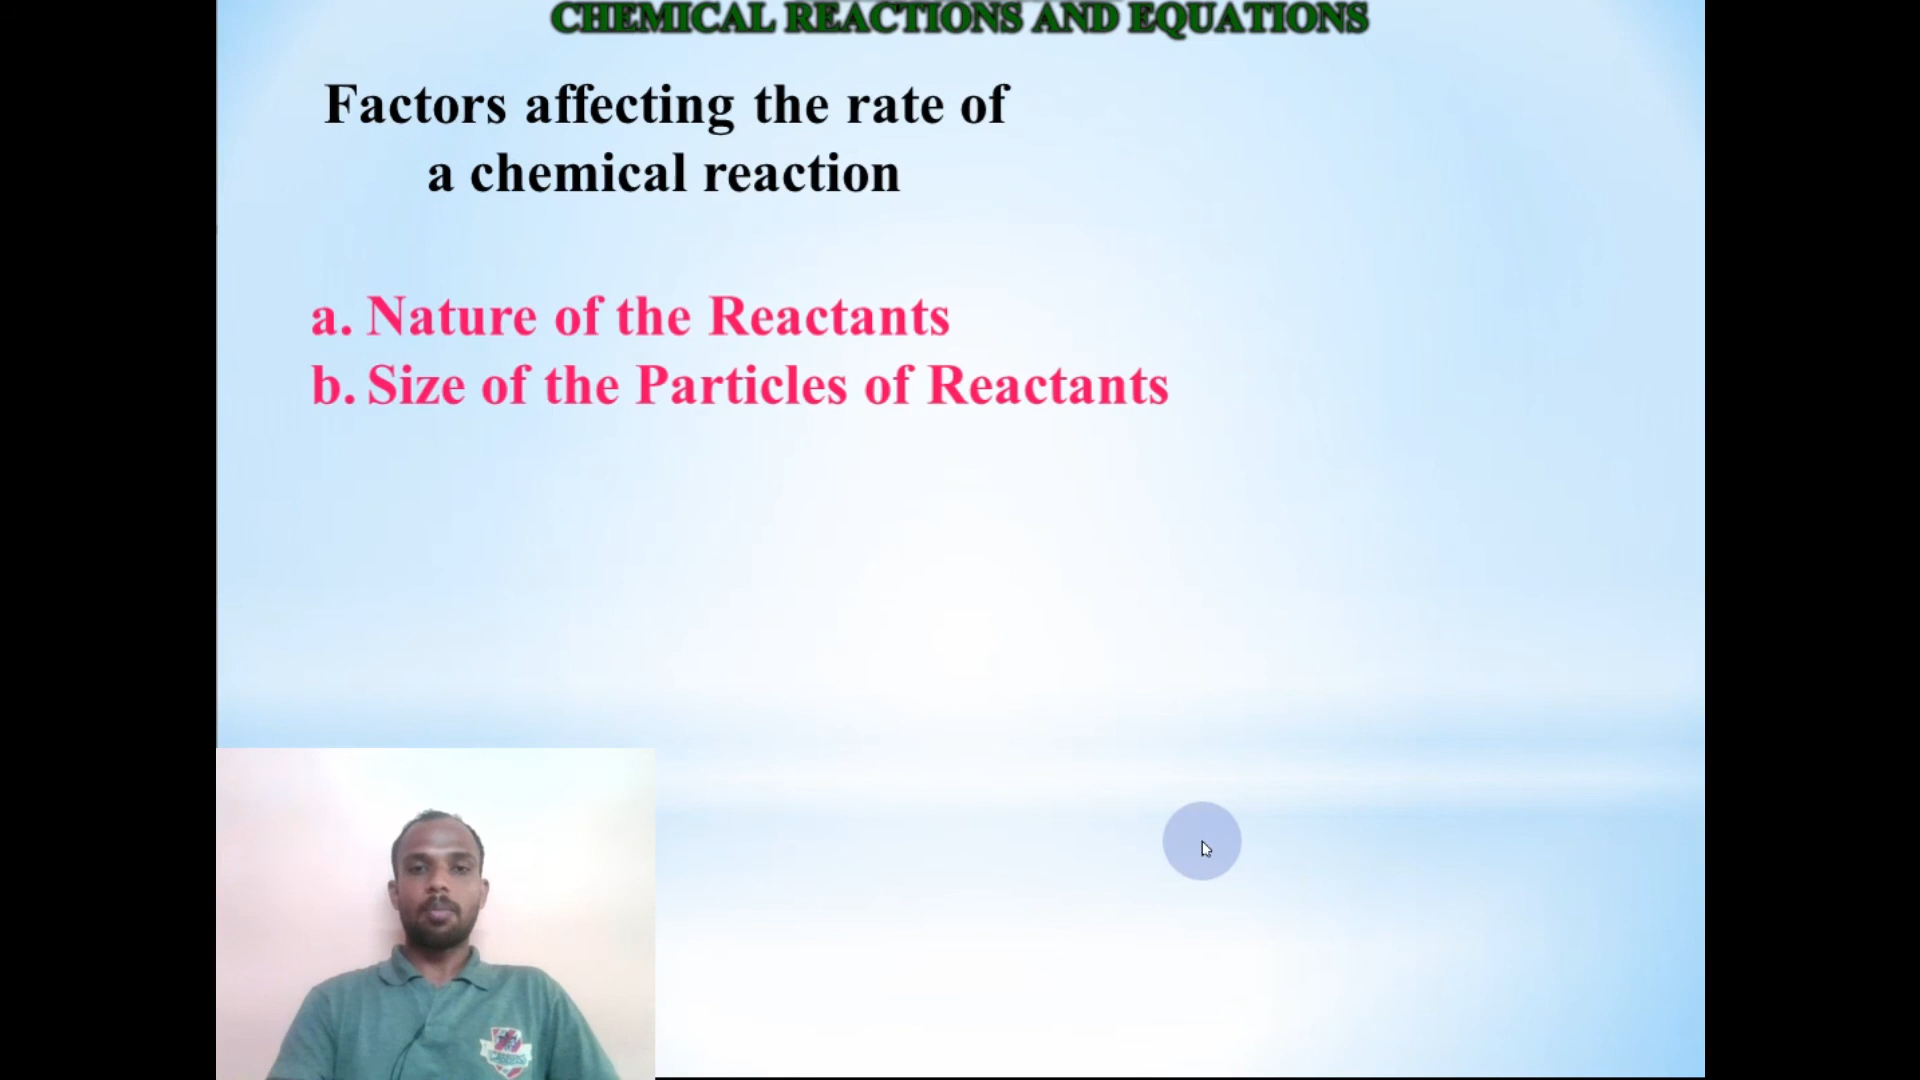 CHEMICAL REACTIONS AND EQUATIONS
Factors affecting the rate of
a chemical reaction
a. Nature of the Reactants
b. Size of the Particles of Reactants